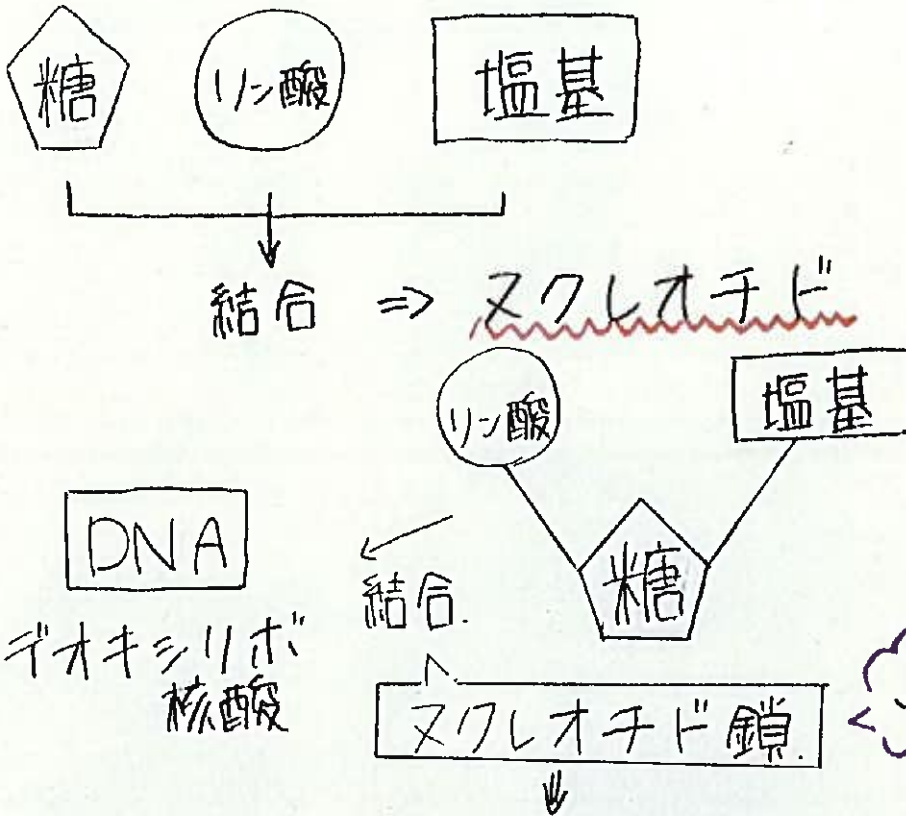 糖 リン酸 塩基
結合 ⇒ ヌクレオチド
リン酸 塩基
糖
DNA
結合.
デオキシリボ
核酸
ヌクレオチド鎖.